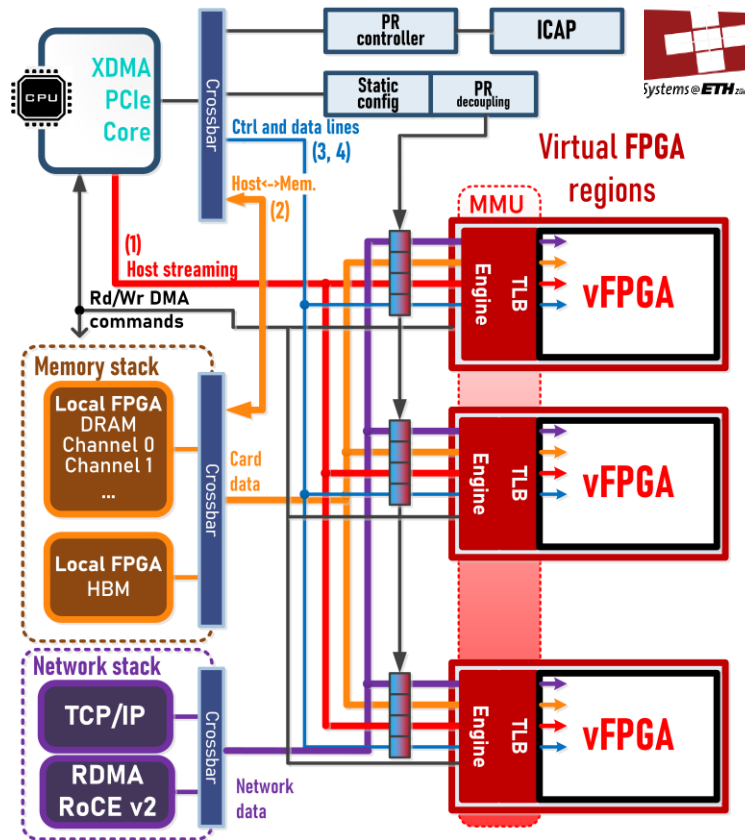 CPU
XDMA
PCIe
Core
Crossbar
PR
controller
ICAP
Static
config
PR
decoupling
Systems@ETH
Ctrl and data lines
(3, 4)
Host<->Mem.
(2)
(1)
Host streaming
Rd/Wr DMA
commands
Virtual FPGA
regions
MMU
Engine
TLB
vFPGA
Engine
TLB
vFPGA
Engine
TLB
vFPGA
Memory stack
Local FPGA
DRAM
Channel 0
Channel 1
...
Local FPGA
HBM
Crossbar
Card
data
Network stack
TCP/IP
RDMA
RoCE v2
Crossbar
Network
data